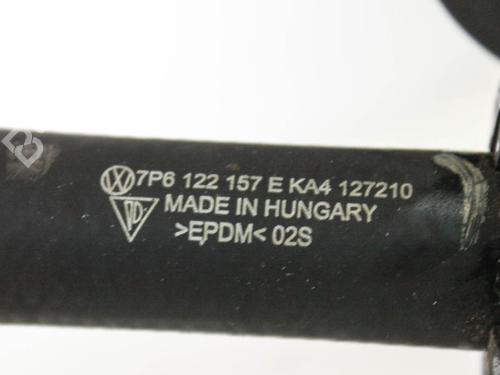 7P6 122 157 E KA4 127210
MADE IN HUNGARY
>EPDM< 02S